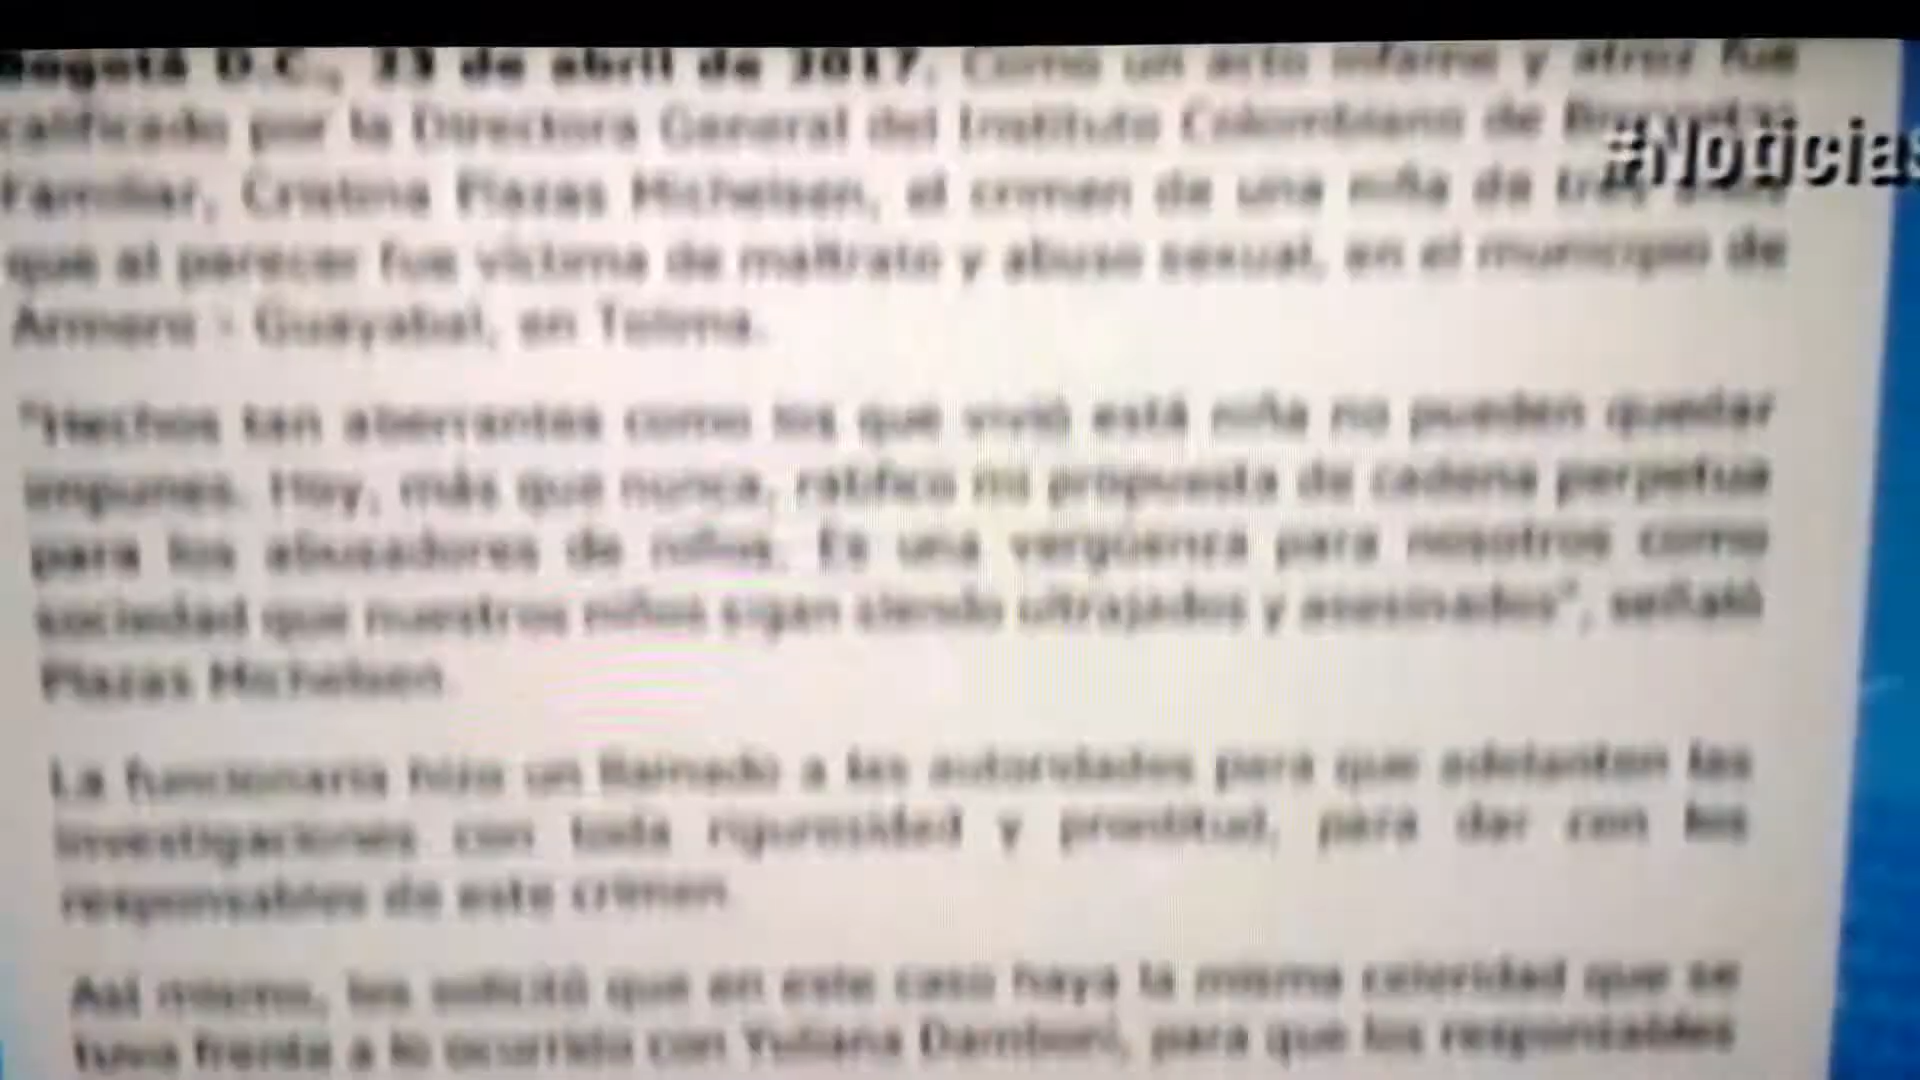 Bogotá D.C., 23 de abril de 2017. Como un acto infame y atroz fue
calificado por la Directora General del Instituto Colombiano de Bienestar
#Noticias
Familiar, Cristina Plazas Michelsen, el crimen de una niña de tres años
que al parecer fue víctima de maltrato y abuso sexual, en el municipio de
Armero - Guayabal, en Tolima.
"Hechos tan aberrantes como los que vivió está niña no pueden quedar
impunes. Hoy, más que nunca, ratifico mi propuesta de cadena perpetua
para los abusadores de niños. Es una vergüenza para nosotros como
sociedad que nuestros niños sigan siendo ultrajados y asesinados", señaló
Plazas Michelsen.
La funcionaria hizo un llamado a las autoridades para que adelanten las
investigaciones con toda rigurosidad y prontitud, para dar con los
responsables de este crimen.
Así mismo, les solicitó que en este caso haya la misma celeridad que se
tuvo frente a lo ocurrido con Yuliana Samboní, para que los responsables